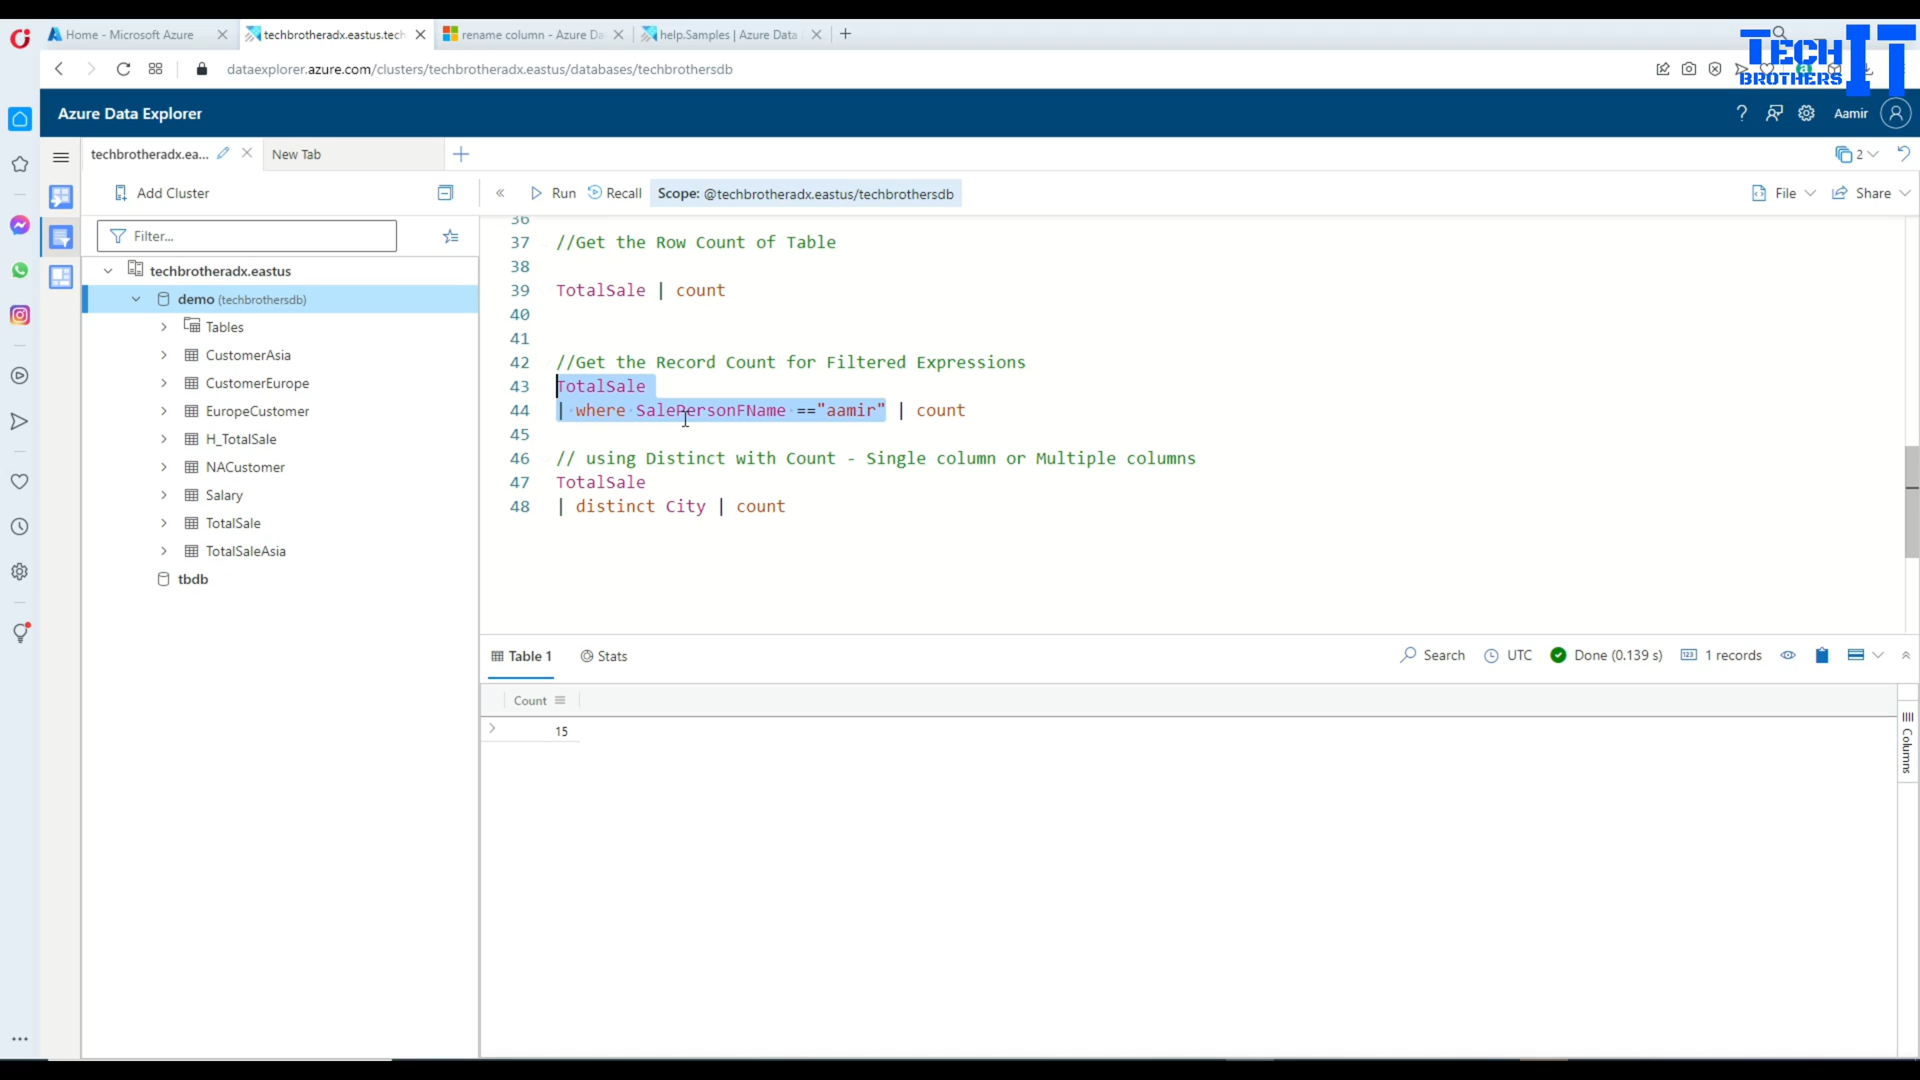 Home - Microsoft Azure
techbrotheradx.eastus.tech
rename column - Azure Da
help.Samples | Azure Data
TECH
BROTHERS
IT
dataexplorer.azure.com/clusters/techbrotheradx.eastus/databases/techbrothersdb
Azure Data Explorer
Aamir
techbrotheradx.ea...
New Tab
2
Add Cluster
Run
Recall
Scope: @techbrotheradx.eastus/techbrothersdb
File
Share
Filter...
techbrotheradx.eastus
demo (techbrothersdb)
Tables
CustomerAsia
CustomerEurope
EuropeCustomer
H_TotalSale
NACustomer
Salary
TotalSale
TotalSaleAsia
tbdb
36
37 //Get the Row Count of Table
38
39 TotalSale | count
40
41
42 //Get the Record Count for Filtered Expressions
43 TotalSale
44 | where SalePersonFName =="aamir" | count
45
46 // using Distinct with Count - Single column or Multiple columns
47 TotalSale
48 | distinct City | count
Table 1
Stats
Search
UTC
Done (0.139 s)
1 records
Count
15
Columns